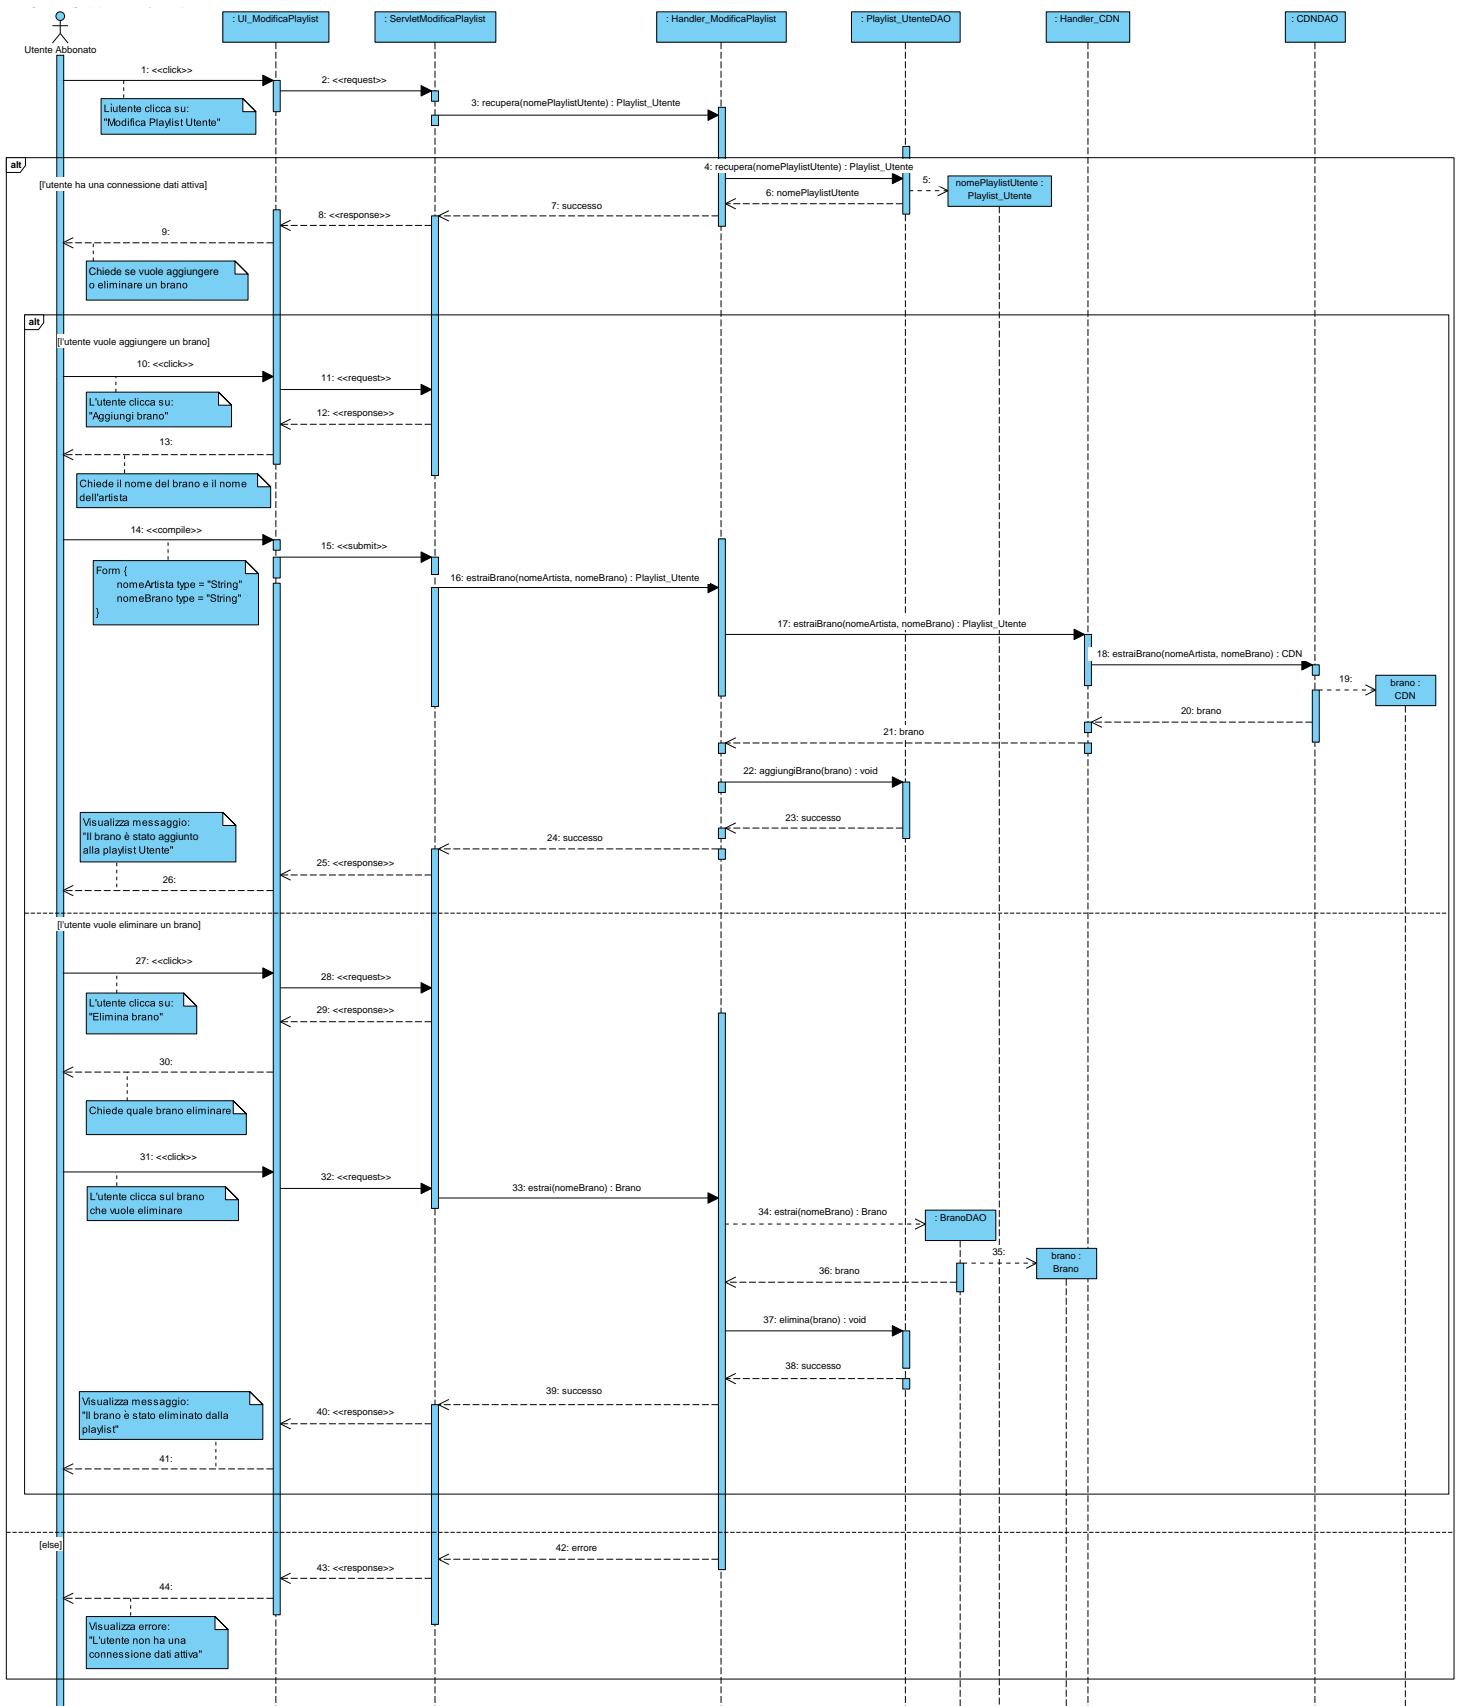 : UI_ModificaPlaylist
: ServletModificaPlaylist
: Handler_ModificaPlaylist
: Playlist_UtenteDAO
: Handler_CDN
: CDNDAO
Utente Abbonato
1: <<click>>
2: <<request>>
Liutente clicca su:
"Modifica Playlist Utente"
3: recupera(nomePlaylistUtente) : Playlist_Utente
alt
[l'utente ha una connessione dati attiva]
4: recupera(nomePlaylistUtente) : Playlist_Utente
5:
nomePlaylistUtente :
Playlist_Utente
6: nomePlaylistUtente
7: successo
8: <<response>>
9:
Chiede se vuole aggiungere
o eliminare un brano
alt
[l'utente vuole aggiungere un brano]
10: <<click>>
11: <<request>>
L'utente clicca su:
"Aggiungi brano"
12: <<response>>
13:
Chiede il nome del brano e il nome
dell'artista
14: <<compile>>
15: <<submit>>
Form {
nomeArtista type = "String"
nomeBrano type = "String"
}
16: estraiBrano(nomeArtista, nomeBrano) : Playlist_Utente
17: estraiBrano(nomeArtista, nomeBrano) : Playlist_Utente
18: estraiBrano(nomeArtista, nomeBrano) : CDN
19:
brano :
CDN
20: brano
21: brano
22: aggiungiBrano(brano) : void
Visualizza messaggio:
"Il brano è stato aggiunto
alla playlist Utente"
23: successo
24: successo
25: <<response>>
26:
[l'utente vuole eliminare un brano]
27: <<click>>
28: <<request>>
L'utente clicca su:
"Elimina brano"
29: <<response>>
30:
Chiede quale brano eliminare
31: <<click>>
32: <<request>>
L'utente clicca sul brano
che vuole eliminare
33: estrai(nomeBrano) : Brano
34: estrai(nomeBrano) : Brano
: BranoDAO
35:
brano :
Brano
36: brano
37: elimina(brano) : void
38: successo
39: successo
Visualizza messaggio:
"Il brano è stato eliminato dalla
playlist"
40: <<response>>
41:
[else]
42: errore
43: <<response>>
44:
Visualizza errore:
"L'utente non ha una
connessione dati attiva"